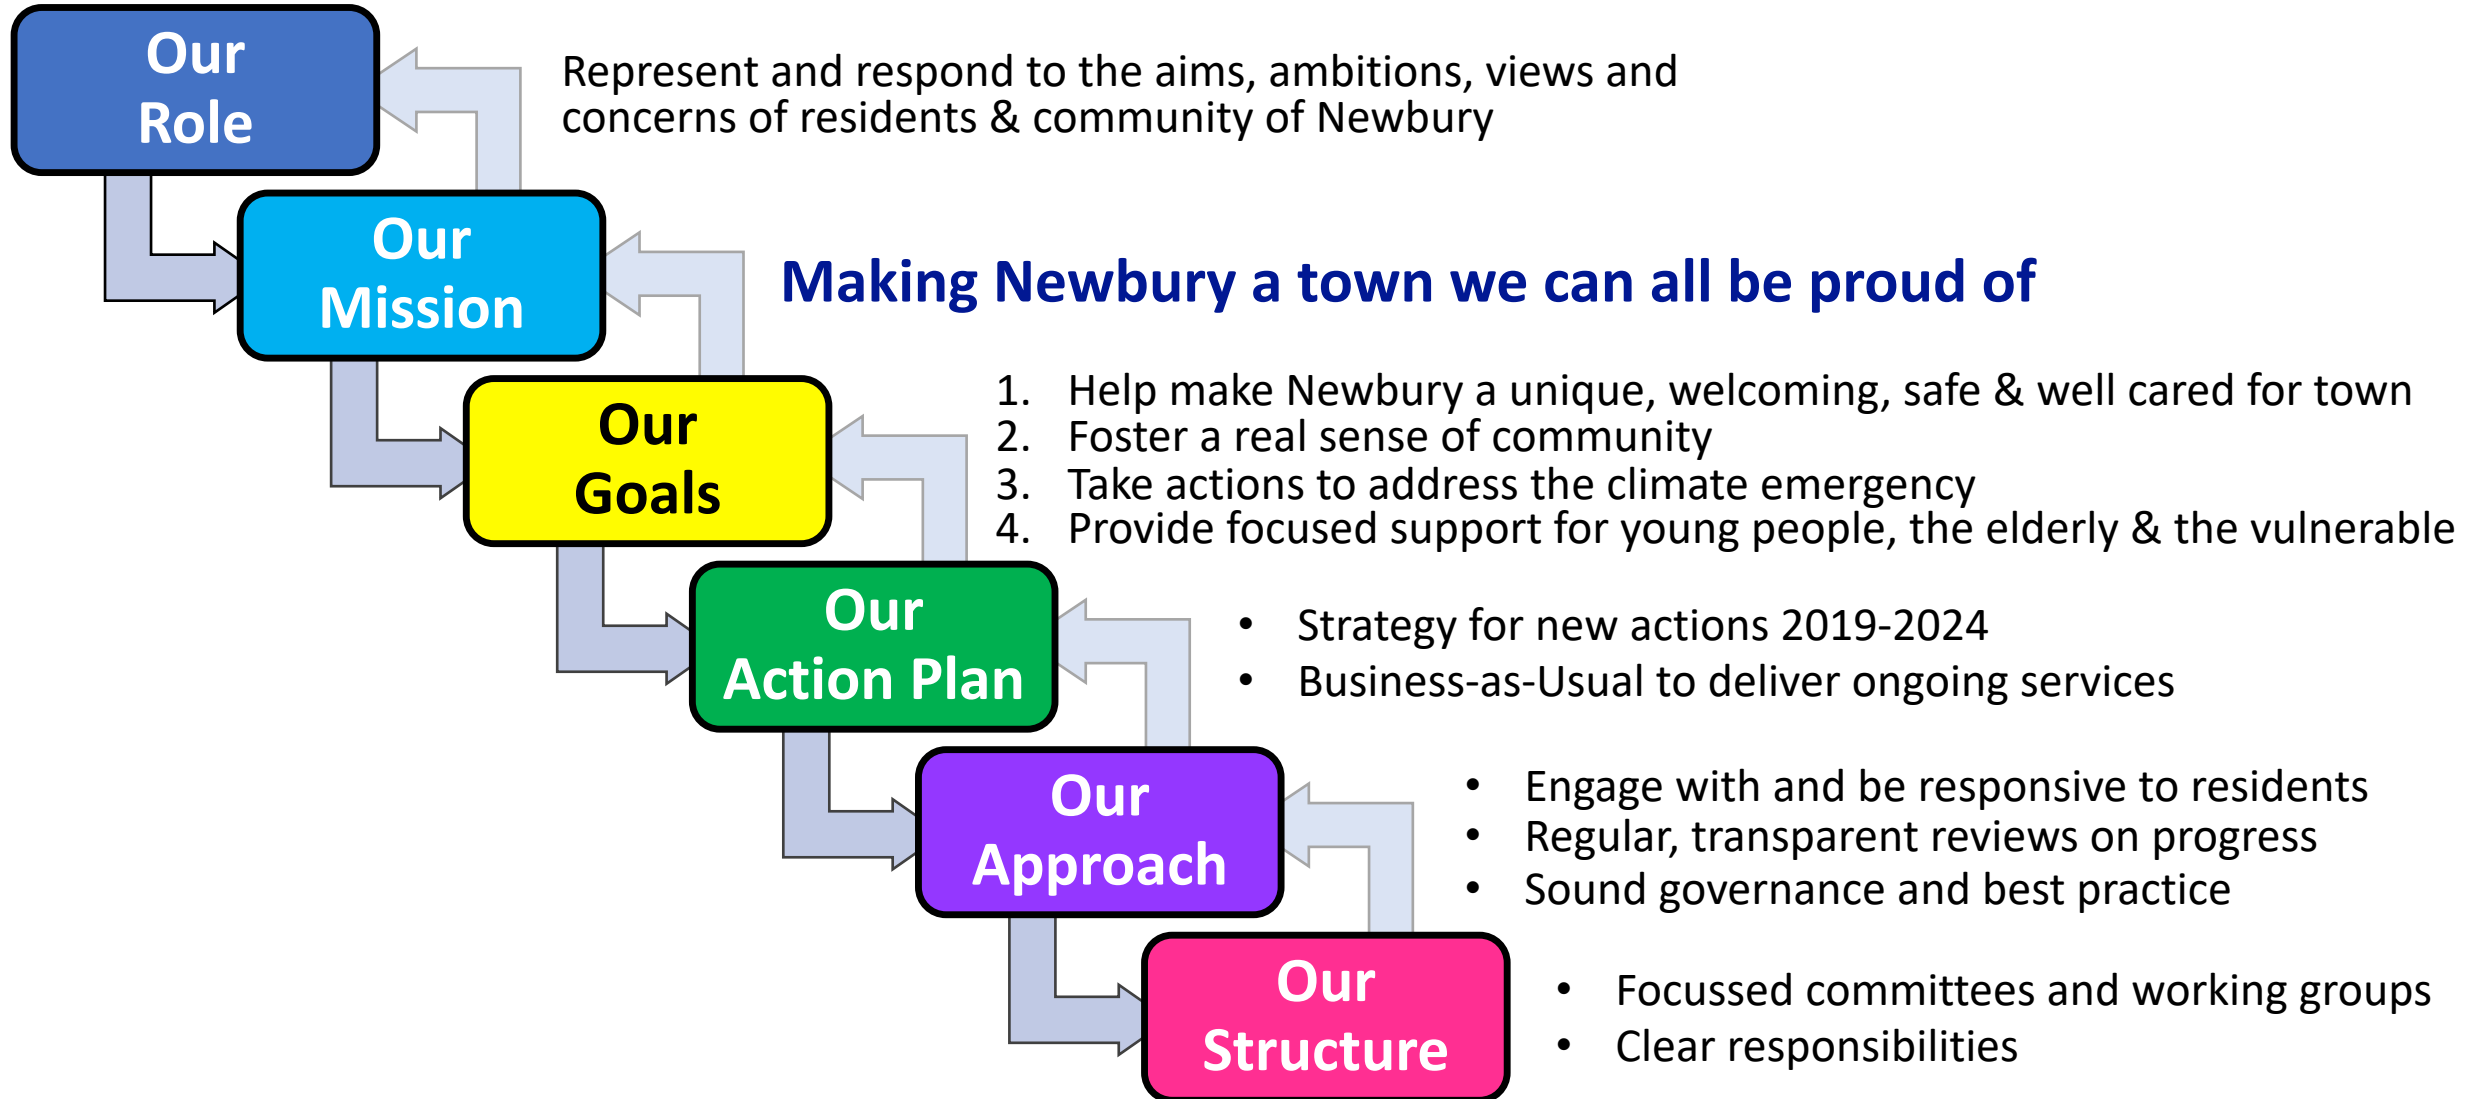 Our
Role
Represent and respond to the aims, ambitions, views and
concerns of residents & community of Newbury
Our
Mission
Making Newbury a town we can all be proud of
Our
Goals
1. Help make Newbury a unique, welcoming, safe & well cared for town
2. Foster a real sense of community
3. Take actions to address the climate emergency
4. Provide focused support for young people, the elderly & the vulnerable
Our
Action Plan
• Strategy for new actions 2019-2024
• Business-as-Usual to deliver ongoing services
Our
Approach
• Engage with and be responsive to residents
• Regular, transparent reviews on progress
• Sound governance and best practice
Our
Structure
• Focussed committees and working groups
• Clear responsibilities